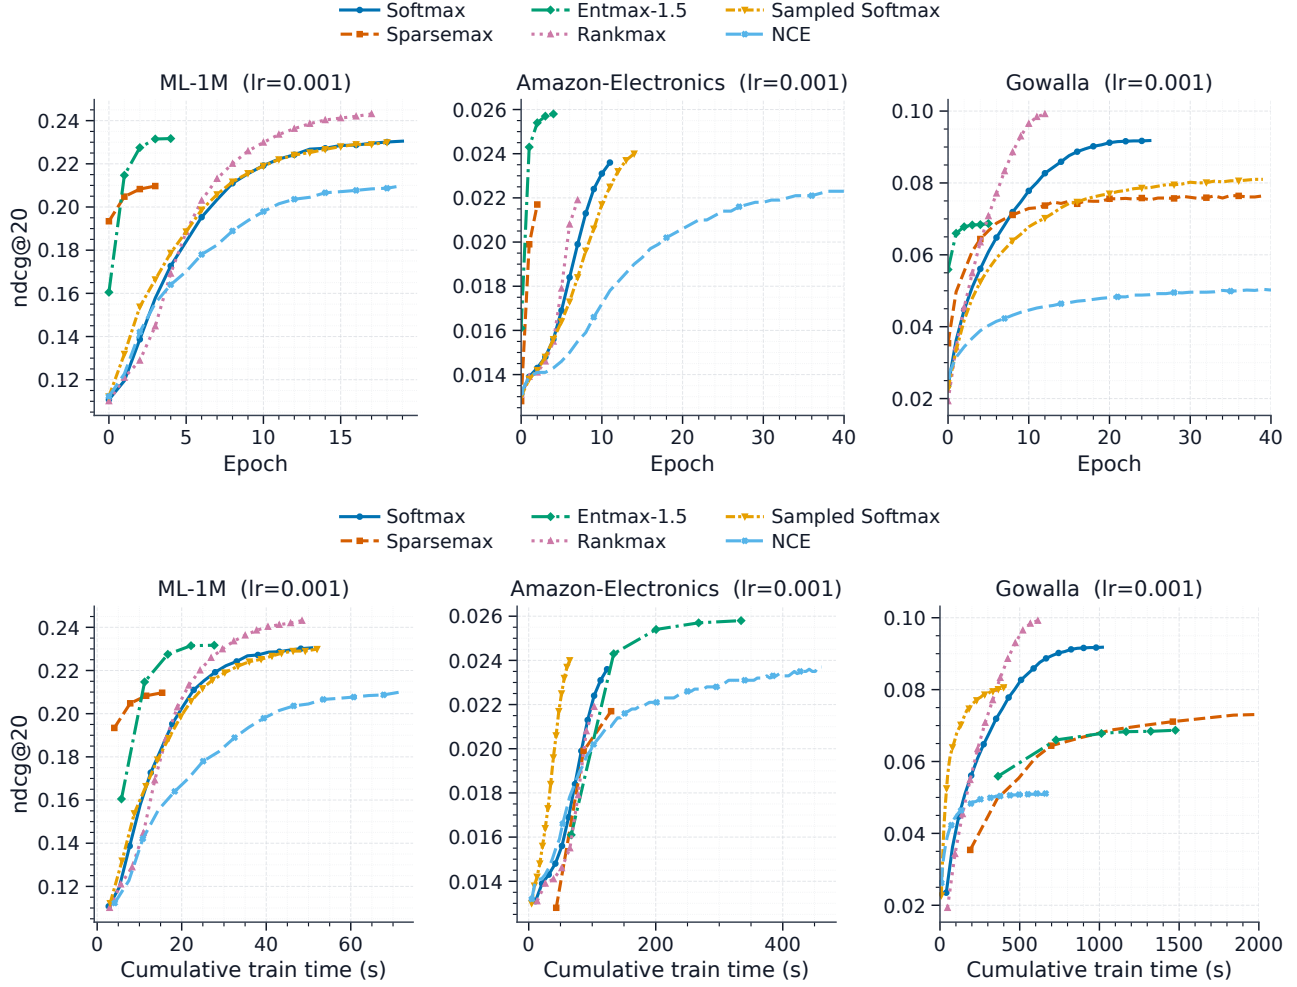 Softmax Entmax-1.5 Sampled Softmax
Sparsemax Rankmax NCE
ML-1M (lr=0.001) Amazon-Electronics (lr=0.001) Gowalla (lr=0.001)
ndcg@20
0.24
0.22
0.20
0.18
0.16
0.14
0.12
0 5 10 15
Epoch
0.026
0.024
0.022
0.020
0.018
0.016
0.014
0 10 20 30 40
Epoch
0.10
0.08
0.06
0.04
0.02
0 10 20 30 40
Epoch
Softmax Entmax-1.5 Sampled Softmax
Sparsemax Rankmax NCE
ML-1M (lr=0.001) Amazon-Electronics (lr=0.001) Gowalla (lr=0.001)
ndcg@20
0.24
0.22
0.20
0.18
0.16
0.14
0.12
0 20 40 60
Cumulative train time (s)
0.026
0.024
0.022
0.020
0.018
0.016
0.014
0 200 400
Cumulative train time (s)
0.10
0.08
0.06
0.04
0.02
0 500 1000 1500 2000
Cumulative train time (s)